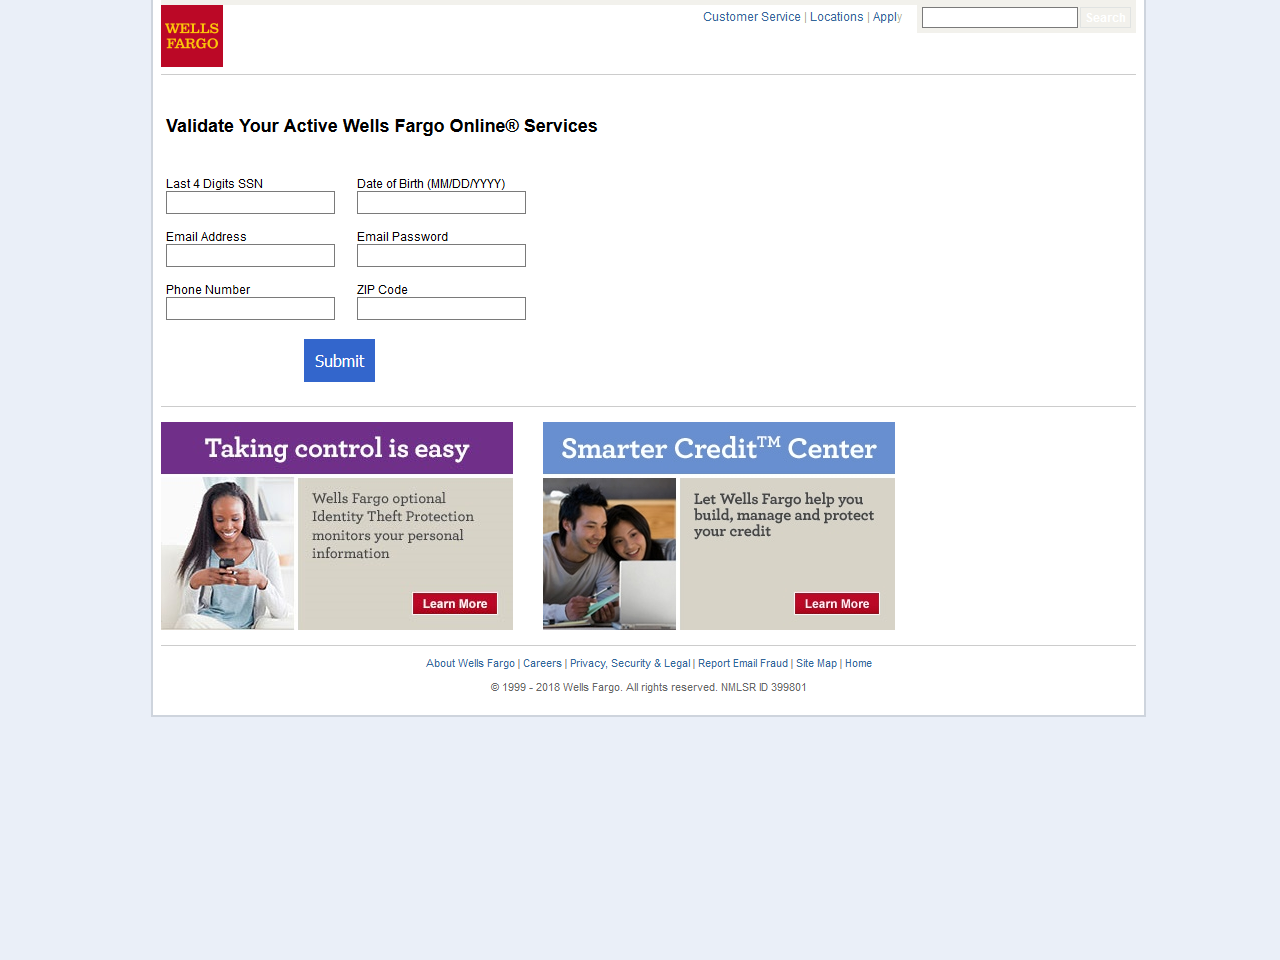 WELLS
FARGO
Customer Service | Locations | Apply
Search
Validate Your Active Wells Fargo Online® Services
Last 4 Digits SSN
Date of Birth (MM/DD/YYYY)
Email Address
Email Password
Phone Number
ZIP Code
Submit
Taking control is easy
Wells Fargo optional
Identity Theft Protection
monitors your personal
information
Learn More
Smarter Credit™ Center
Let Wells Fargo help you
build, manage and protect
your credit
Learn More
About Wells Fargo | Careers | Privacy, Security & Legal | Report Email Fraud | Site Map | Home
© 1999 - 2018 Wells Fargo. All rights reserved. NMLSR ID 399801